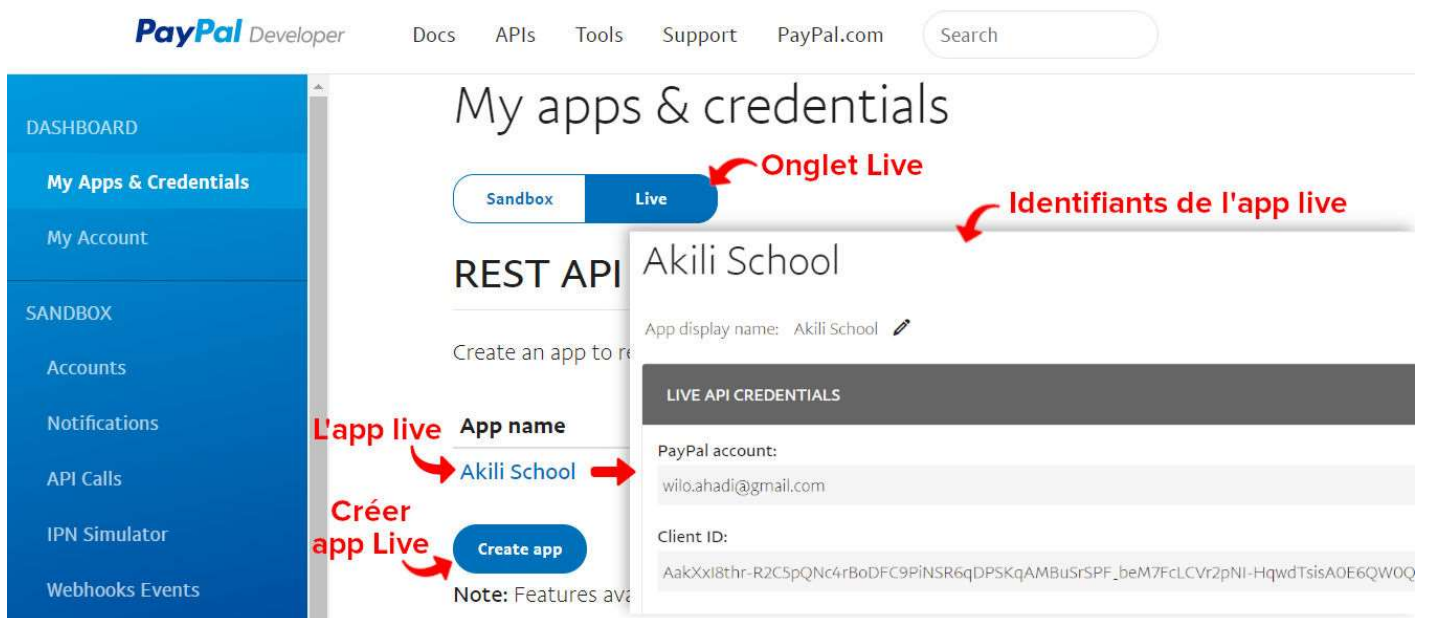 PayPal Developer
Docs APIs Tools Support PayPal.com Search
DASHBOARD
My Apps & Credentials
My Account
SANDBOX
Accounts
Notifications
API Calls
IPN Simulator
Webhooks Events
My apps & credentials
Sandbox Live
Onglet Live
Identifiants de l'app live
REST API
Create an app to re
L'app live
App name
Akili School
Créer
app Live
Create app
Note: Features ava
Akili School
App display name: Akili School
LIVE API CREDENTIALS
PayPal account:
wilo.ahadi@gmail.com
Client ID:
AakXxI8thr-R2C5pQNc4rBoDFC9PiNSR6qDPSKqAMBuSrSPF_beM7FcLCVr2pNI-HqwdTsisA0E6QW0Q